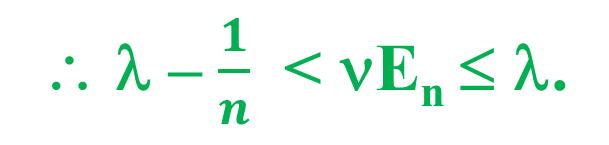 ∴ λ − 1/n < νEₙ ≤ λ.